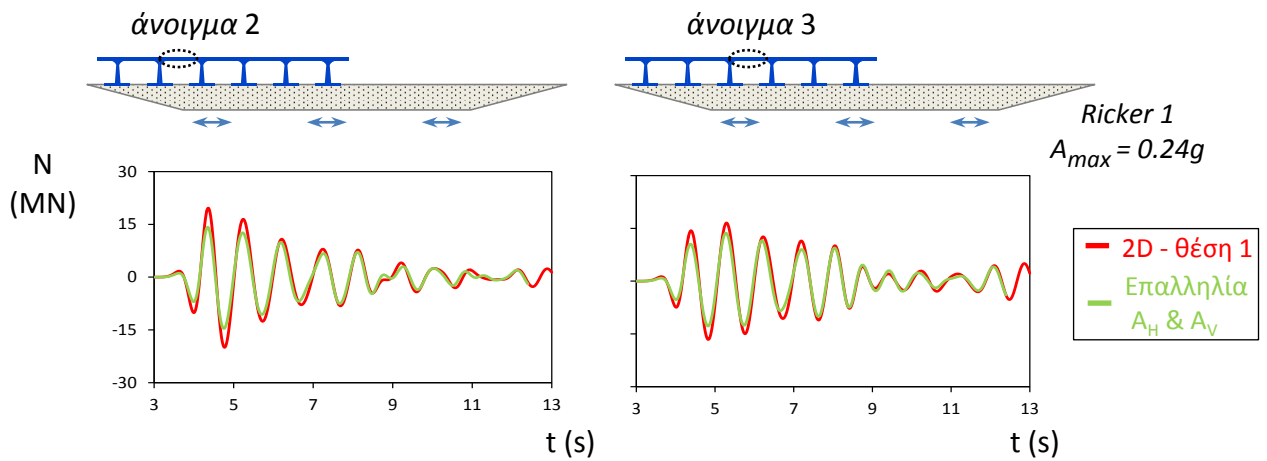 άνοιγμα 2
άνοιγμα 3
Ricker 1
A_max = 0.24g
N
(MN)
30
15
0
-15
-30
3 5 7 9 11 13
t (s)
3 5 7 9 11 13
t (s)
2D - θέση 1
Επαλληλία
A_H & A_V